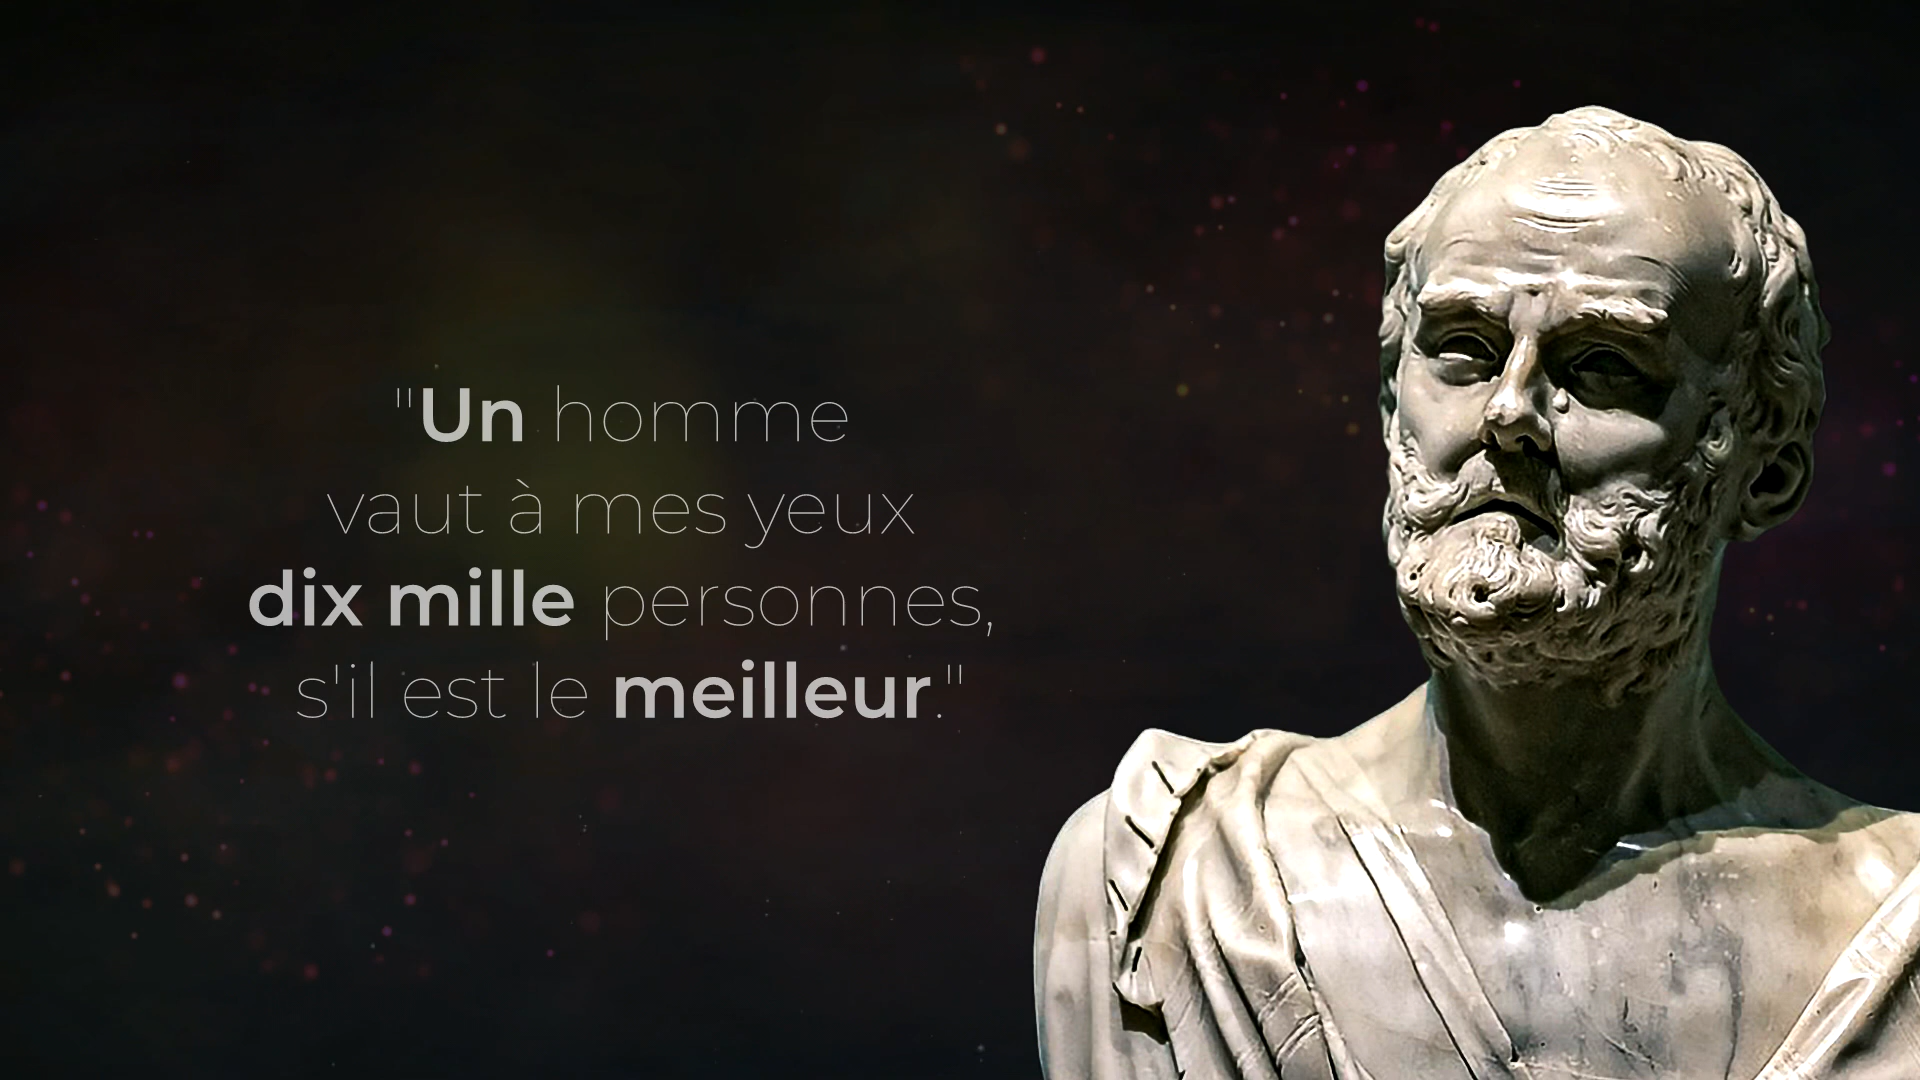 "Un homme
vaut à mes yeux
dix mille personnes,
s'il est le meilleur."